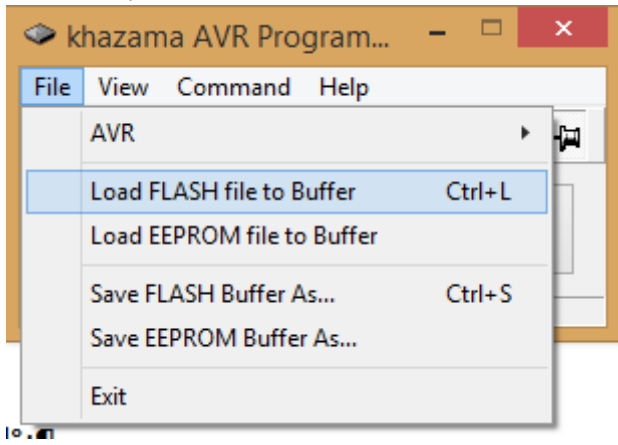 khazama AVR Program...
File View Command Help
AVR
Load FLASH file to Buffer Ctrl+L
Load EEPROM file to Buffer
Save FLASH Buffer As... Ctrl+S
Save EEPROM Buffer As...
Exit